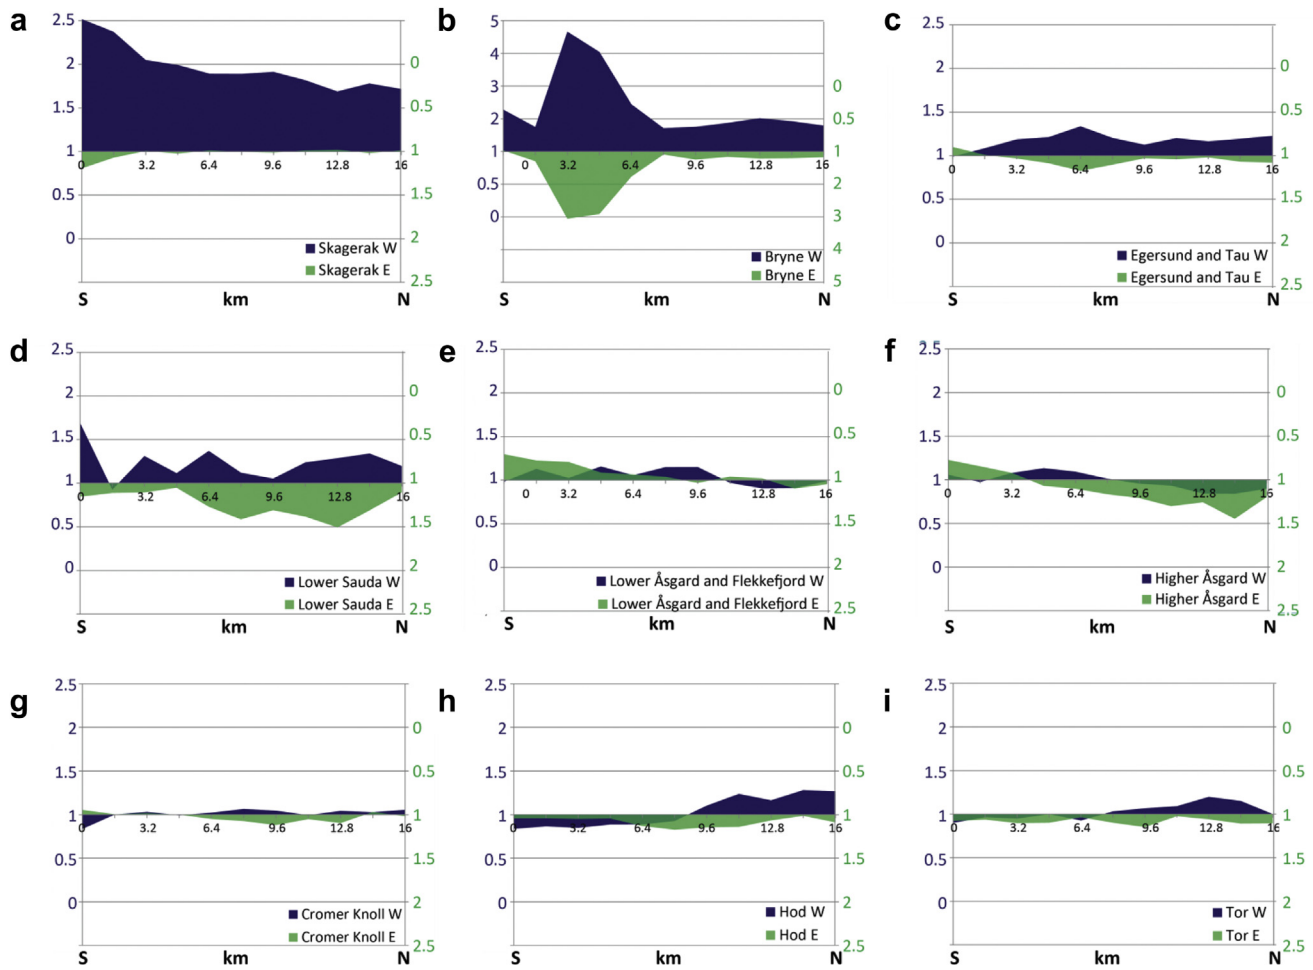 a
2.5
2
1.5
1
0.5
0
0
0.5
1
1.5
2
2.5
0 3.2 6.4 9.6 12.8 16
Skagerak W
Skagerak E
S km N
b
5
4
3
2
1
0.5
0
0
0.5
1
2
3
4
5
0 3.2 6.4 9.6 12.8 16
Bryne W
Bryne E
S km N
c
2.5
2
1.5
1
0.5
0
0
0.5
1
1.5
2
2.5
0 3.2 6.4 9.6 12.8 16
Egersund and Tau W
Egersund and Tau E
S km N
d
2.5
2
1.5
1
0.5
0
0
0.5
1
1.5
2
2.5
0 3.2 6.4 9.6 12.8 16
Lower Sauda W
Lower Sauda E
S km N
e
2.5
2
1.5
1
0.5
0
0
0.5
1
1.5
2
2.5
0 3.2 6.4 9.6 12.8 16
Lower Åsgard and Flekkefjord W
Lower Åsgard and Flekkefjord E
S km N
f
2
1.5
1
0.5
0
0
0.5
1
1.5
2
2.5
0 3.2 6.4 9.6 12.8 16
Higher Åsgard W
Higher Åsgard E
S km N
g
2.5
2
1.5
1
0.5
0
0
0.5
1
1.5
2
2.5
0 3.2 6.4 9.6 12.8 16
Cromer Knoll W
Cromer Knoll E
S km N
h
2.5
2
1.5
1
0.5
0
0
0.5
1
1.5
2
2.5
0 3.2 6.4 9.6 12.8 16
Hod W
Hod E
S km N
i
2.5
2
1.5
1
0.5
0
0
0.5
1
1.5
2
2.5
0 3.2 6.4 9.6 12.8 16
Tor W
Tor E
S km N